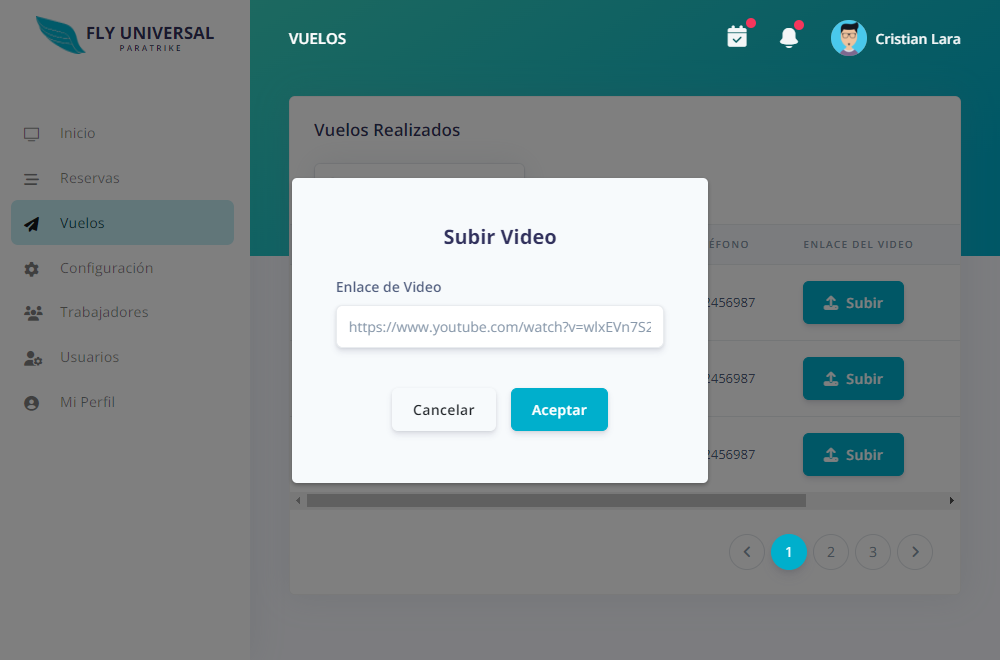 FLY UNIVERSAL
PARATRIKE
VUELOS
Cristian Lara
Inicio
Reservas
Vuelos
Configuración
Trabajadores
Usuarios
Mi Perfil
Vuelos Realizados
ÉFONO ENLACE DEL VIDEO
2456987 Subir
2456987 Subir
2456987 Subir
Subir Video
Enlace de Video
https://www.youtube.com/watch?v=wlxEVn7S2
Cancelar Aceptar
1 2 3